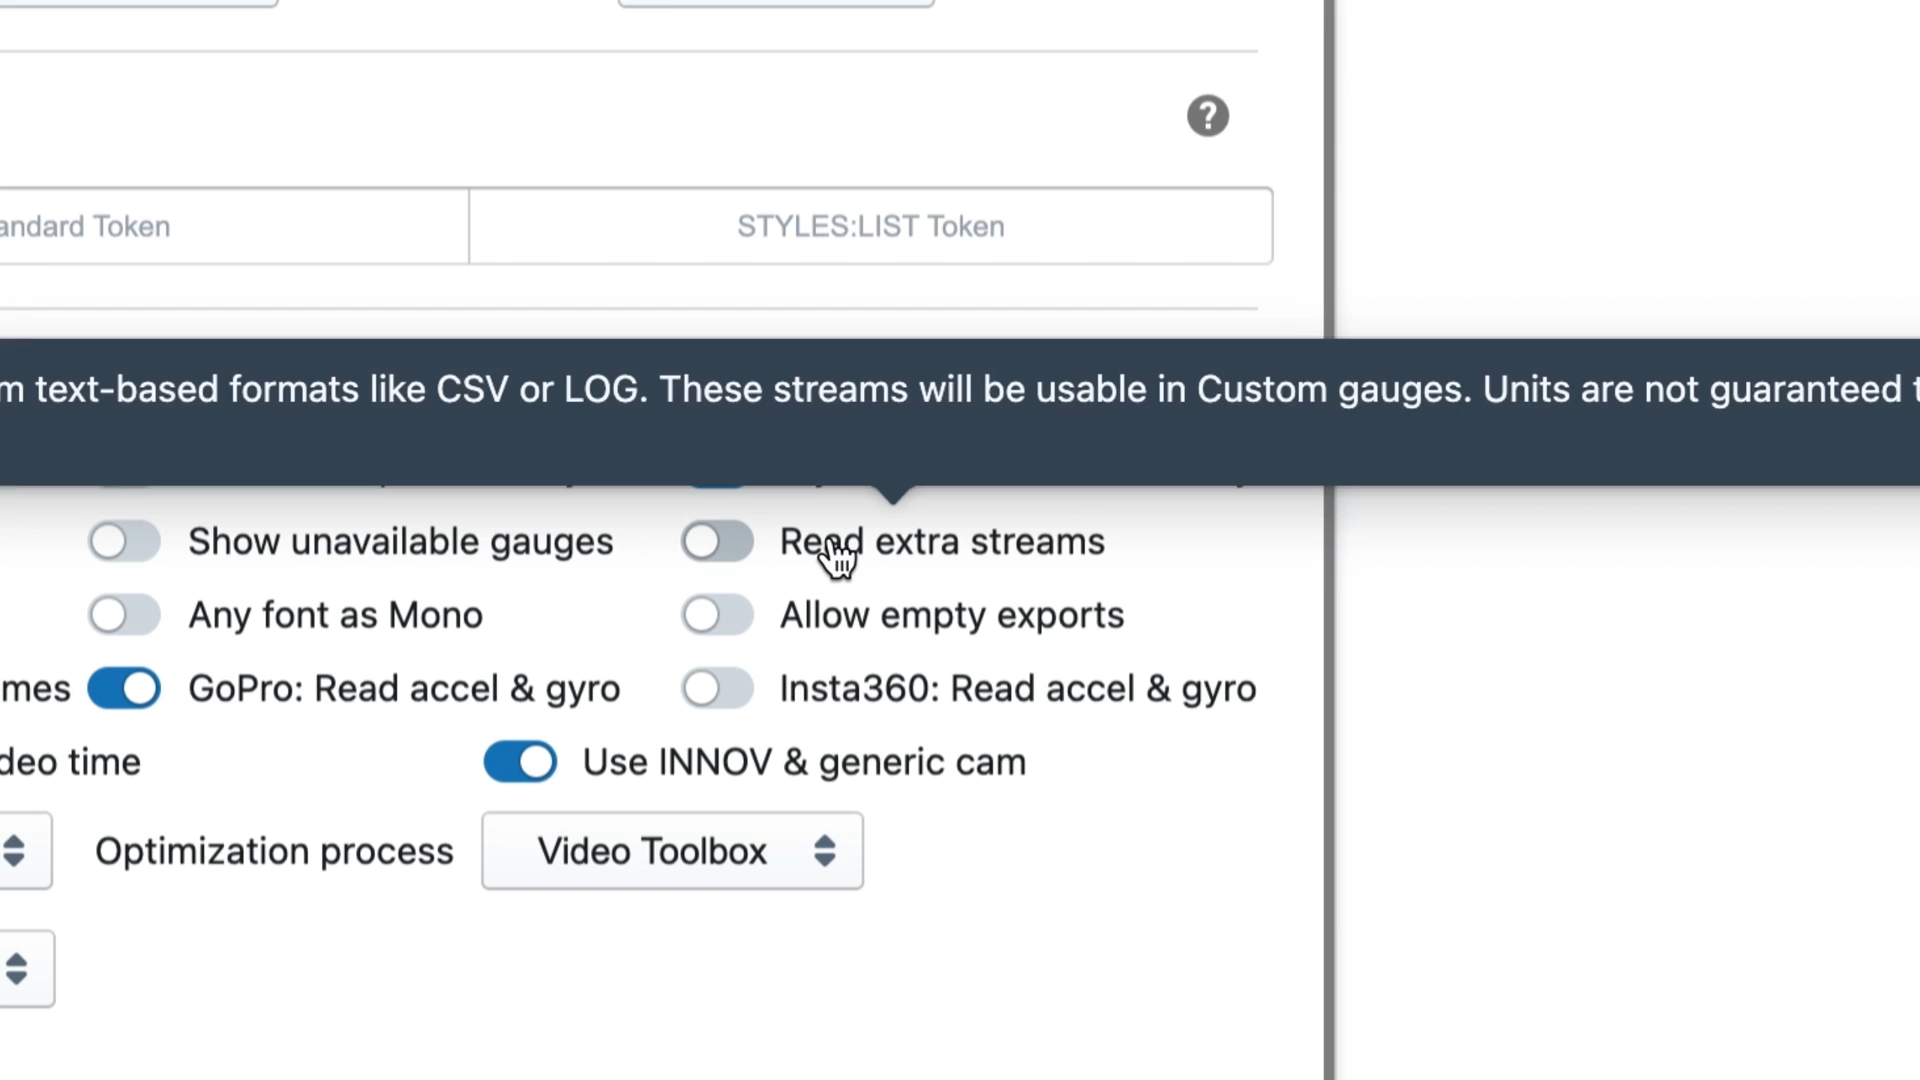 ?
andard Token STYLES:LIST Token
m text-based formats like CSV or LOG. These streams will be usable in Custom gauges. Units are not guaranteed t
Show unavailable gauges Read extra streams
Any font as Mono Allow empty exports
mes GoPro: Read accel & gyro Insta360: Read accel & gyro
deo time Use INNOV & generic cam
Optimization process Video Toolbox